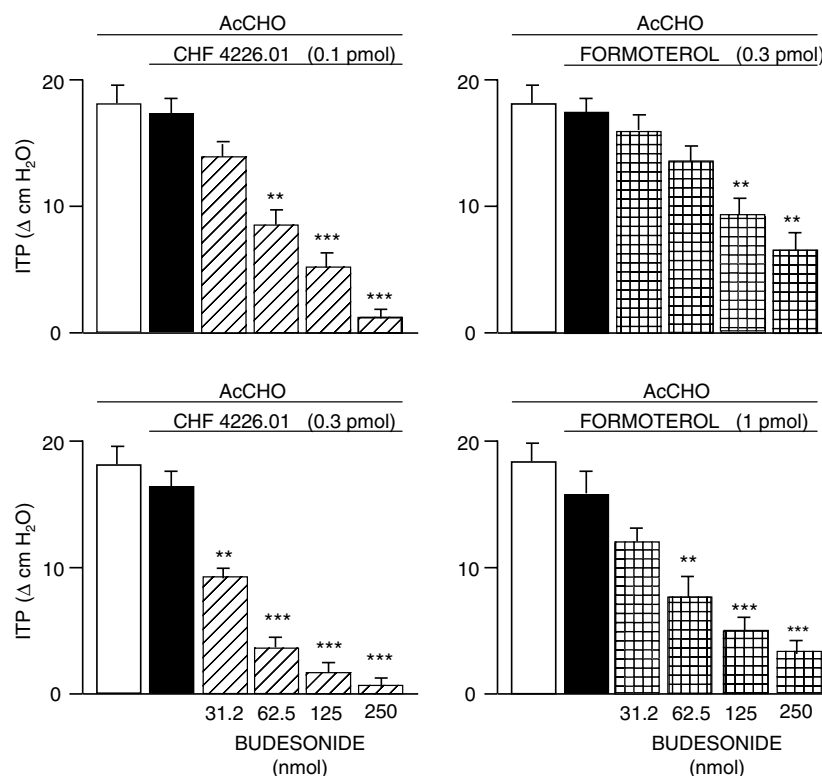 AcCHO
CHF 4226.01 (0.1 pmol)
20
10
0
ITP (Δ cm H₂O)
**
***
***
AcCHO
FORMOTEROL (0.3 pmol)
20
10
0
**
**
AcCHO
CHF 4226.01 (0.3 pmol)
20
10
0
ITP (Δ cm H₂O)
**
***
***
***
31.2 62.5 125 250
BUDESONIDE
(nmol)
AcCHO
FORMOTEROL (1 pmol)
20
10
0
**
***
***
31.2 62.5 125 250
BUDESONIDE
(nmol)